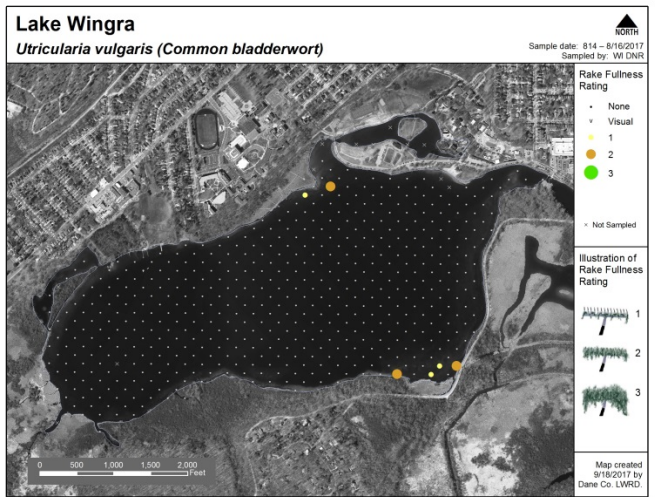 Lake Wingra
Utricularia vulgaris (Common bladderwort)
NORTH
Sample date: 814 – 8/16/2017
Sampled by: WI DNR
Rake Fullness
Rating
None
Visual
1
2
3
× Not Sampled
Illustration of
Rake Fullness
Rating
1
2
3
0 500 1,000 1,500 2,000
Feet
Map created
9/18/2017 by
Dane Co. LWRD.